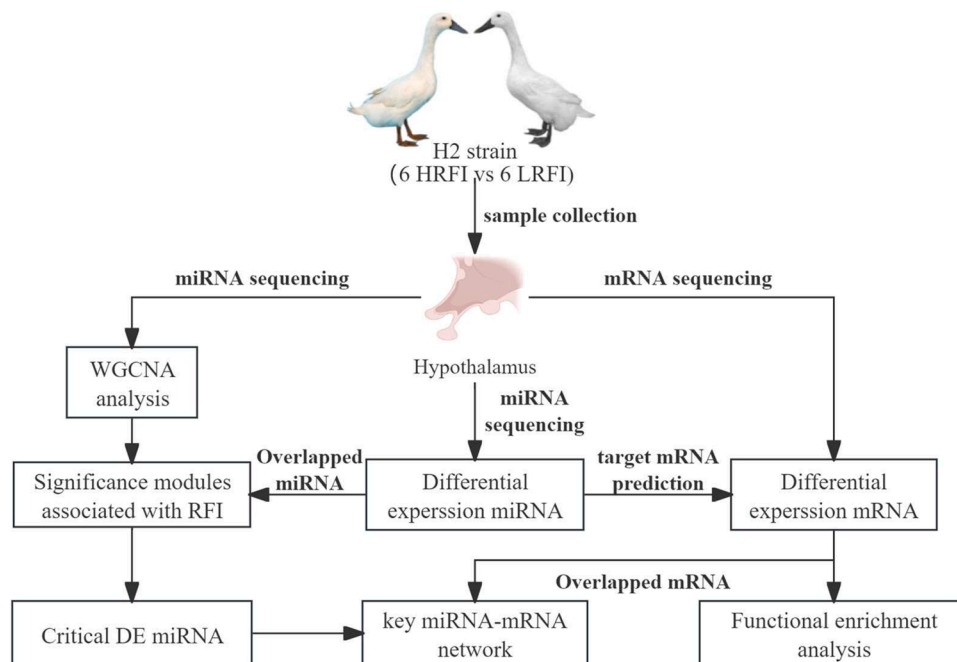 H2 strain
(6 HRFI vs 6 LRFI)
sample collection
miRNA sequencing
mRNA sequencing
WGCNA
analysis
Hypothalamus
miRNA
sequencing
Significance modules
associated with RFI
Overlapped
miRNA
Differential
experssion miRNA
target mRNA
prediction
Differential
experssion mRNA
Overlapped mRNA
Critical DE miRNA
key miRNA-mRNA
network
Functional enrichment
analysis